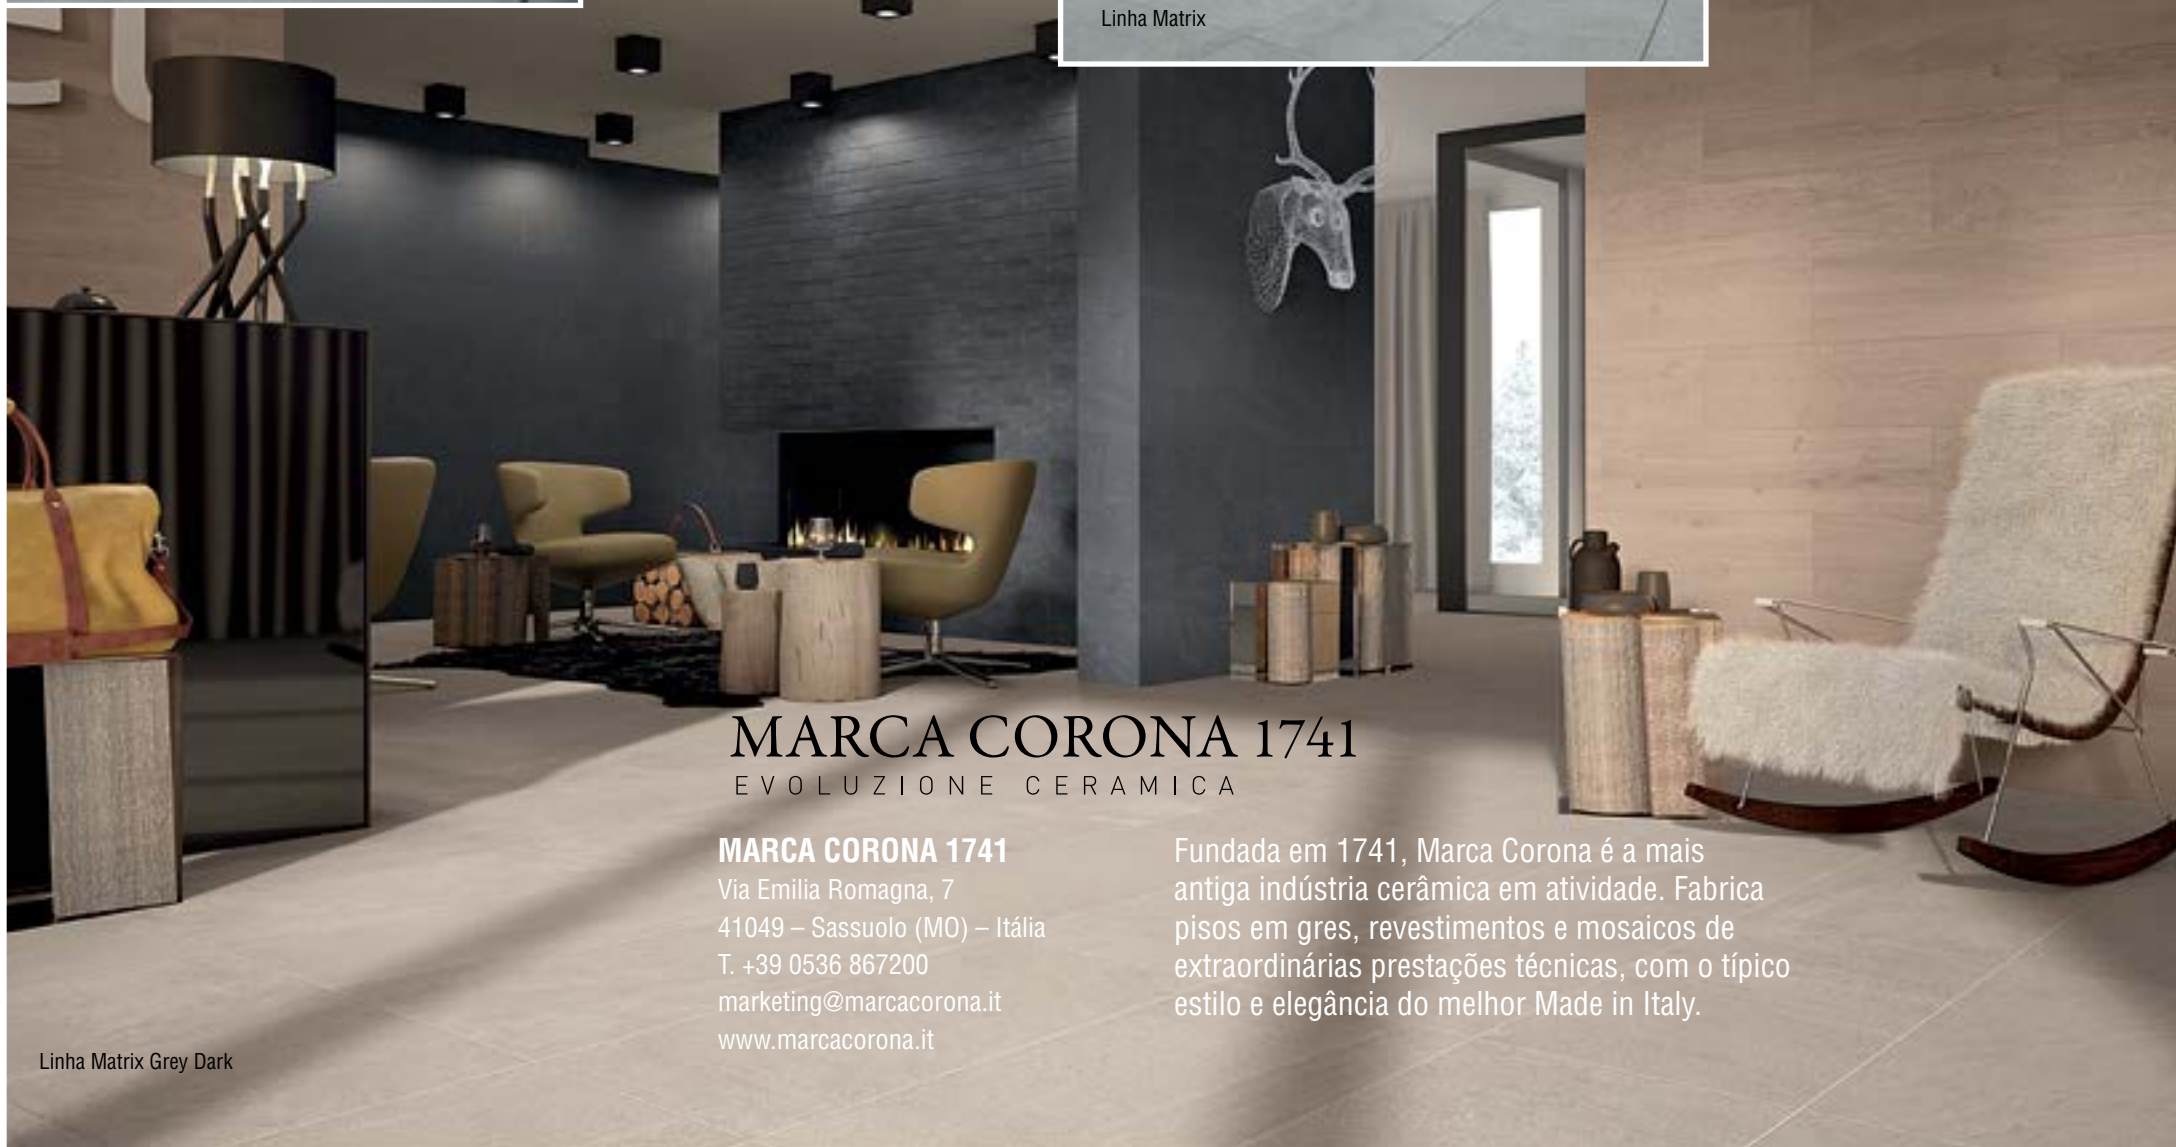 Linha Matrix
MARCA CORONA 1741
EVOLUZIONE CERAMICA
MARCA CORONA 1741
Via Emilia Romagna, 7
41049 – Sassuolo (MO) – Itália
T. +39 0536 867200
marketing@marcacorona.it
www.marcacorona.it
Fundada em 1741, Marca Corona é a mais
antiga indústria cerâmica em atividade. Fabrica
pisos em gres, revestimentos e mosaicos de
extraordinárias prestações técnicas, com o típico
estilo e elegância do melhor Made in Italy.
Linha Matrix Grey Dark